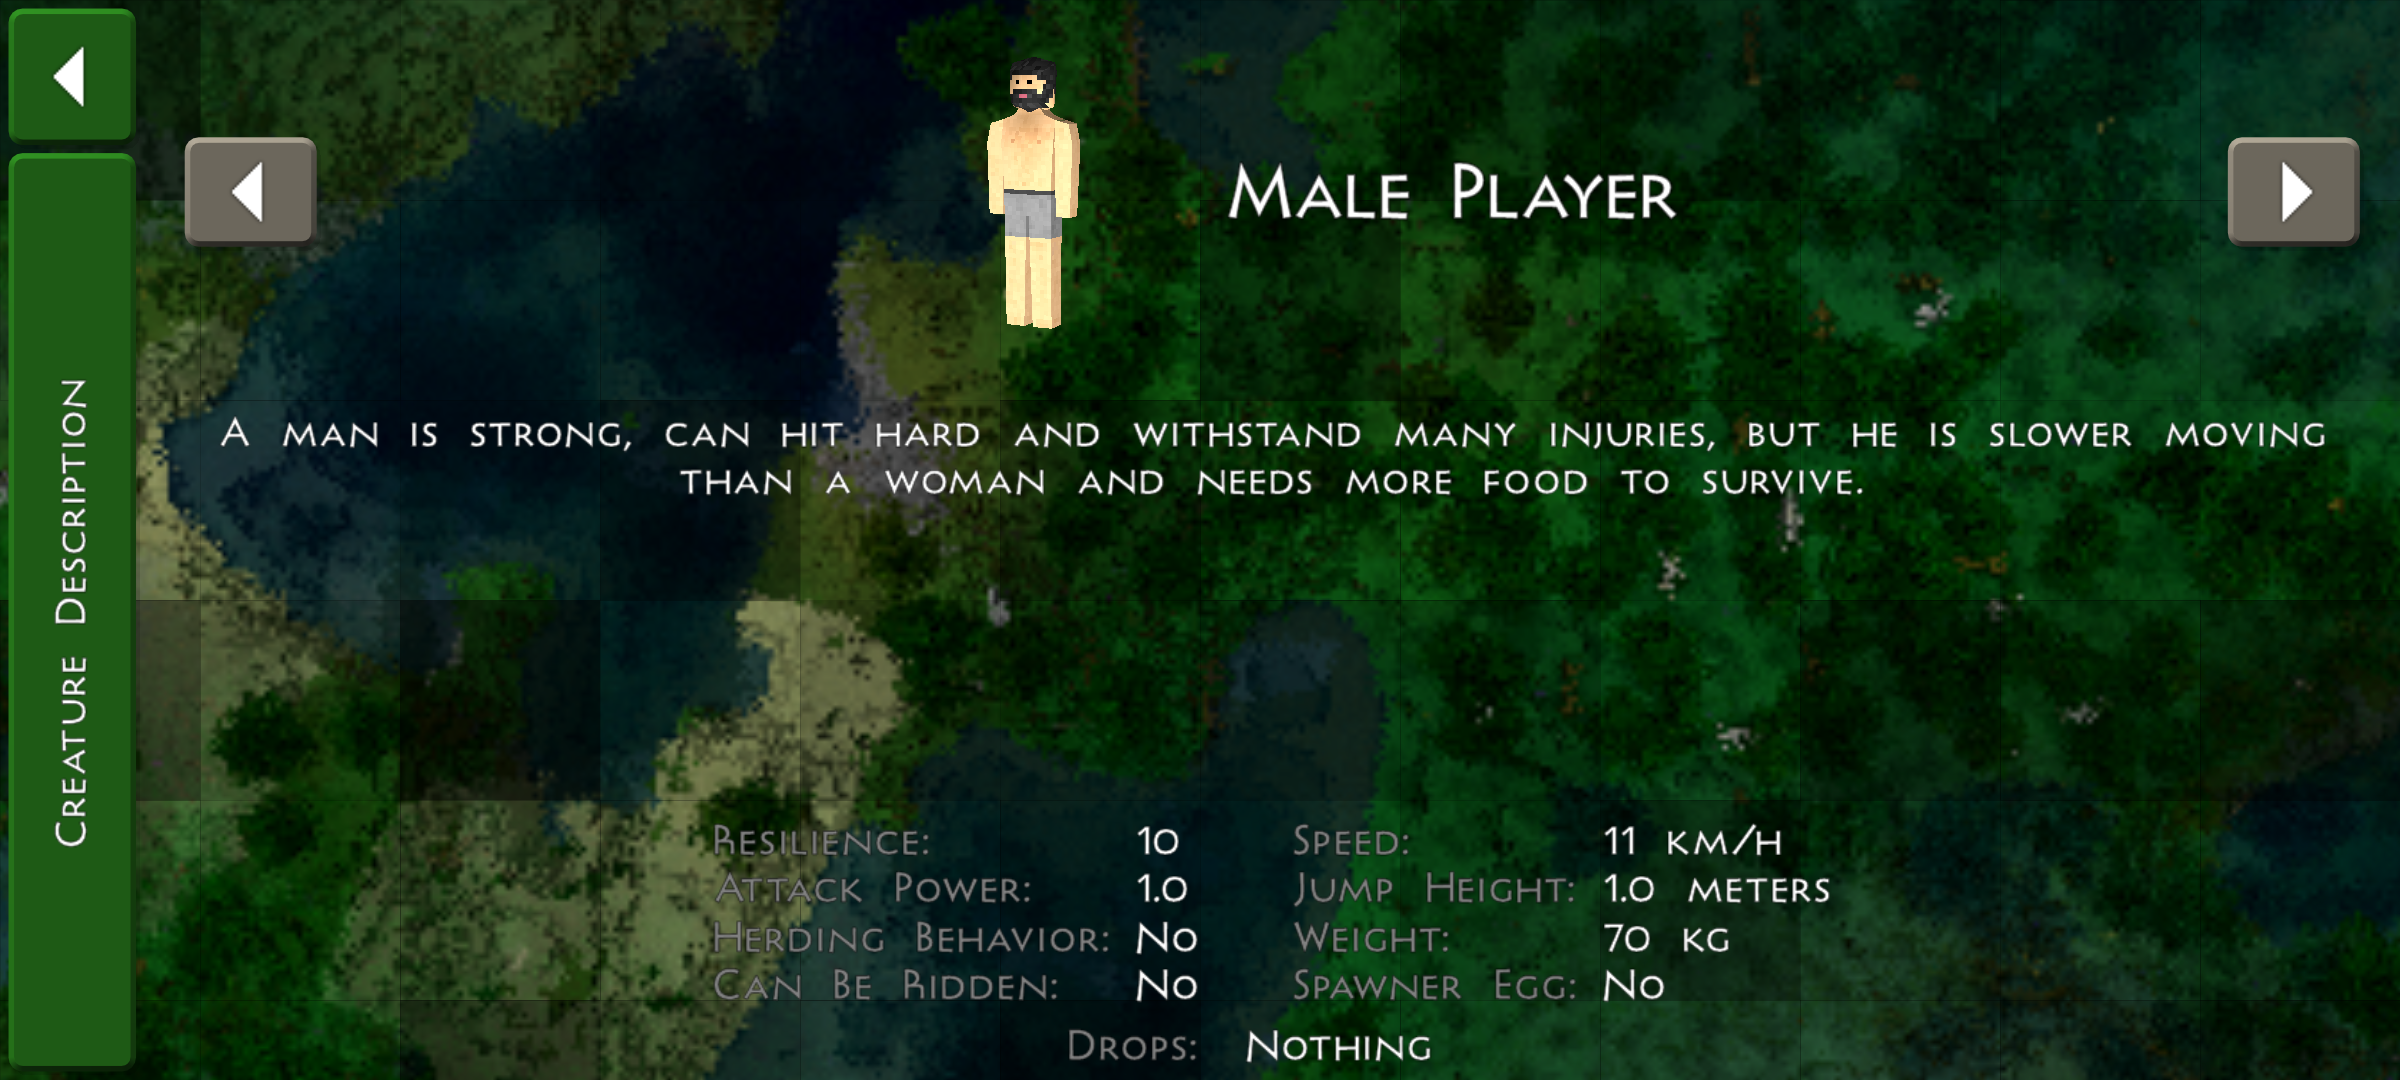 Creature Description
Male Player
A man is strong, can hit hard and withstand many injuries, but he is slower moving
than a woman and needs more food to survive.
Resilience: 10 Speed: 11 km/h
Attack Power: 1.0 Jump Height: 1.0 meters
Herding Behavior: No Weight: 70 kg
Can Be Ridden: No Spawner Egg: No
Drops: Nothing